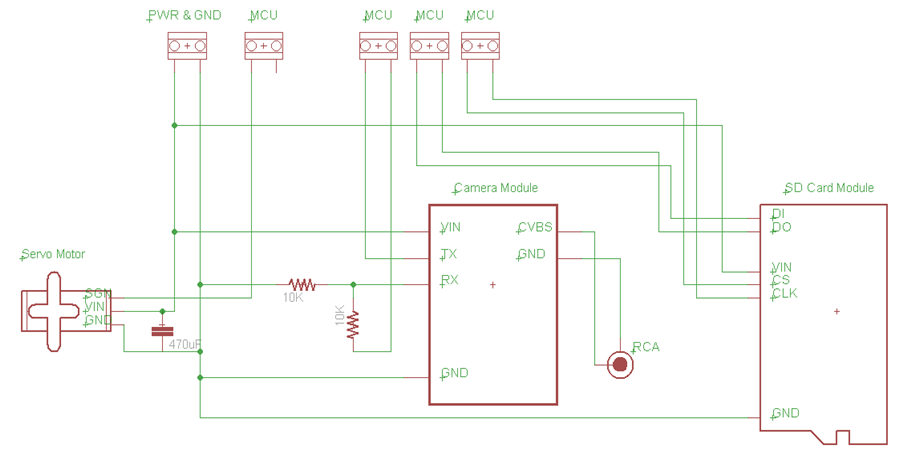 PWR & GND
MCU
MCU
MCU
MCU
Camera Module
SD Card Module
Servo Motor
SGN
VIN
GND
470uF
10K
10K
VIN
TX
RX
GND
CVBS
GND
RCA
DI
DO
VIN
CS
CLK
GND